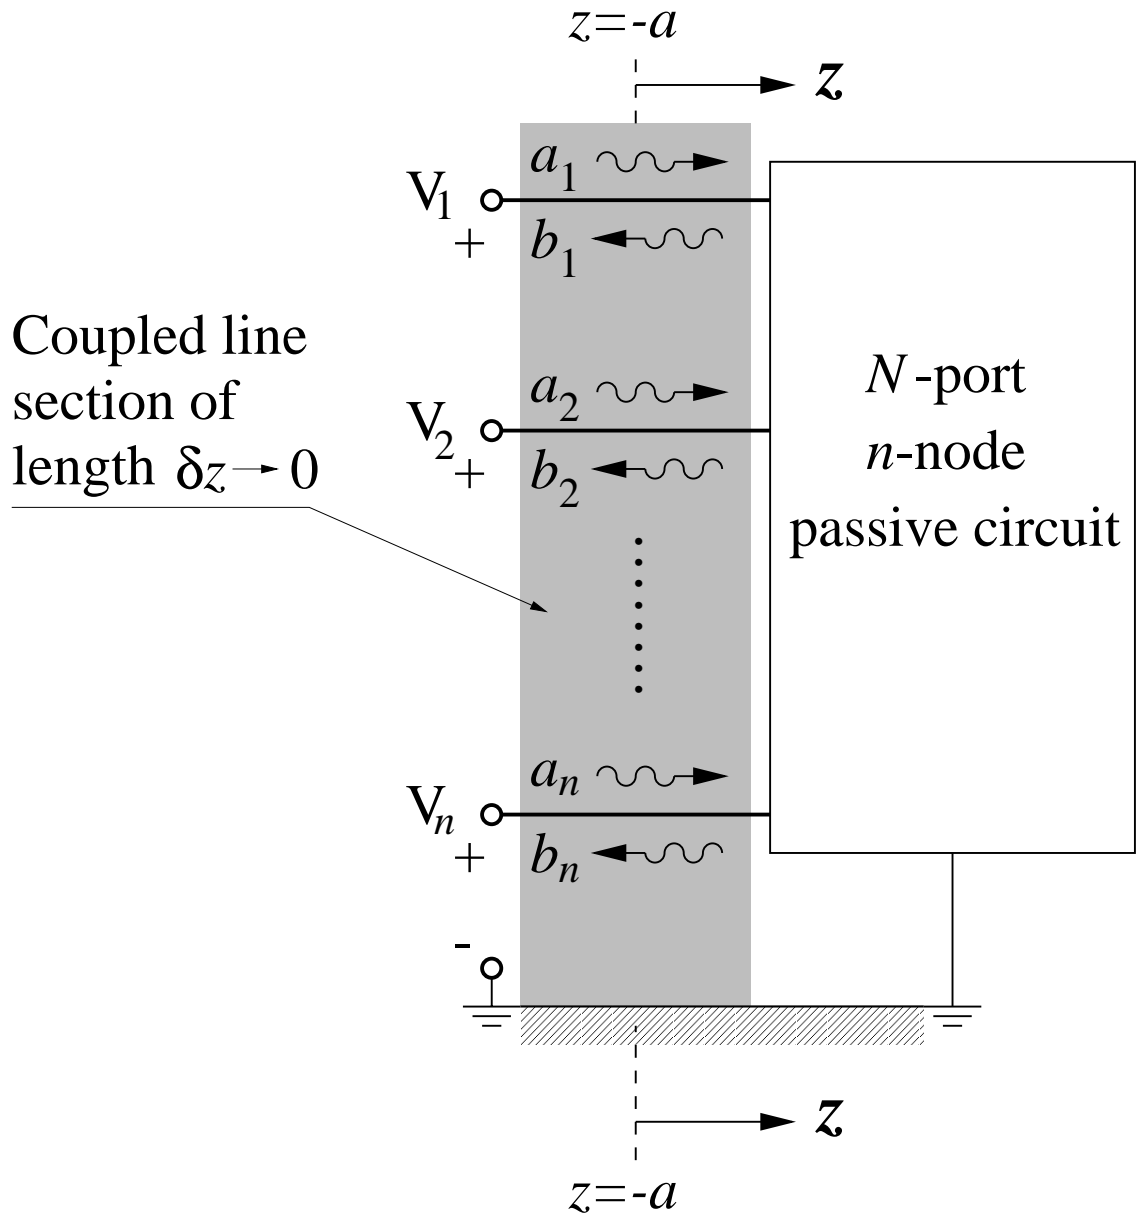 z=-a
z
a1
V1
+
b1
Coupled line
section of
length δz → 0
a2
V2
+
b2
N-port
n-node
passive circuit
an
Vn
+
bn
-
z
z=-a